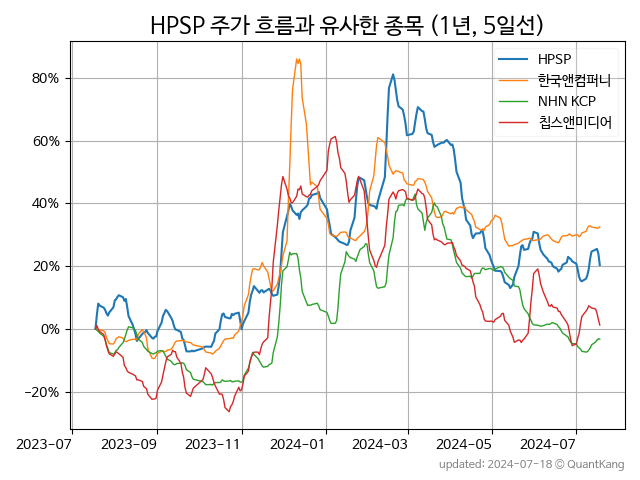 HPSP 주가 흐름과 유사한 종목 (1년, 5일선)
HPSP
한국앤컴퍼니
NHN KCP
칩스앤미디어
80%
60%
40%
20%
0%
−20%
2023-07
2023-09
2023-11
2024-01
2024-03
2024-05
2024-07
updated: 2024-07-18 © QuantKang